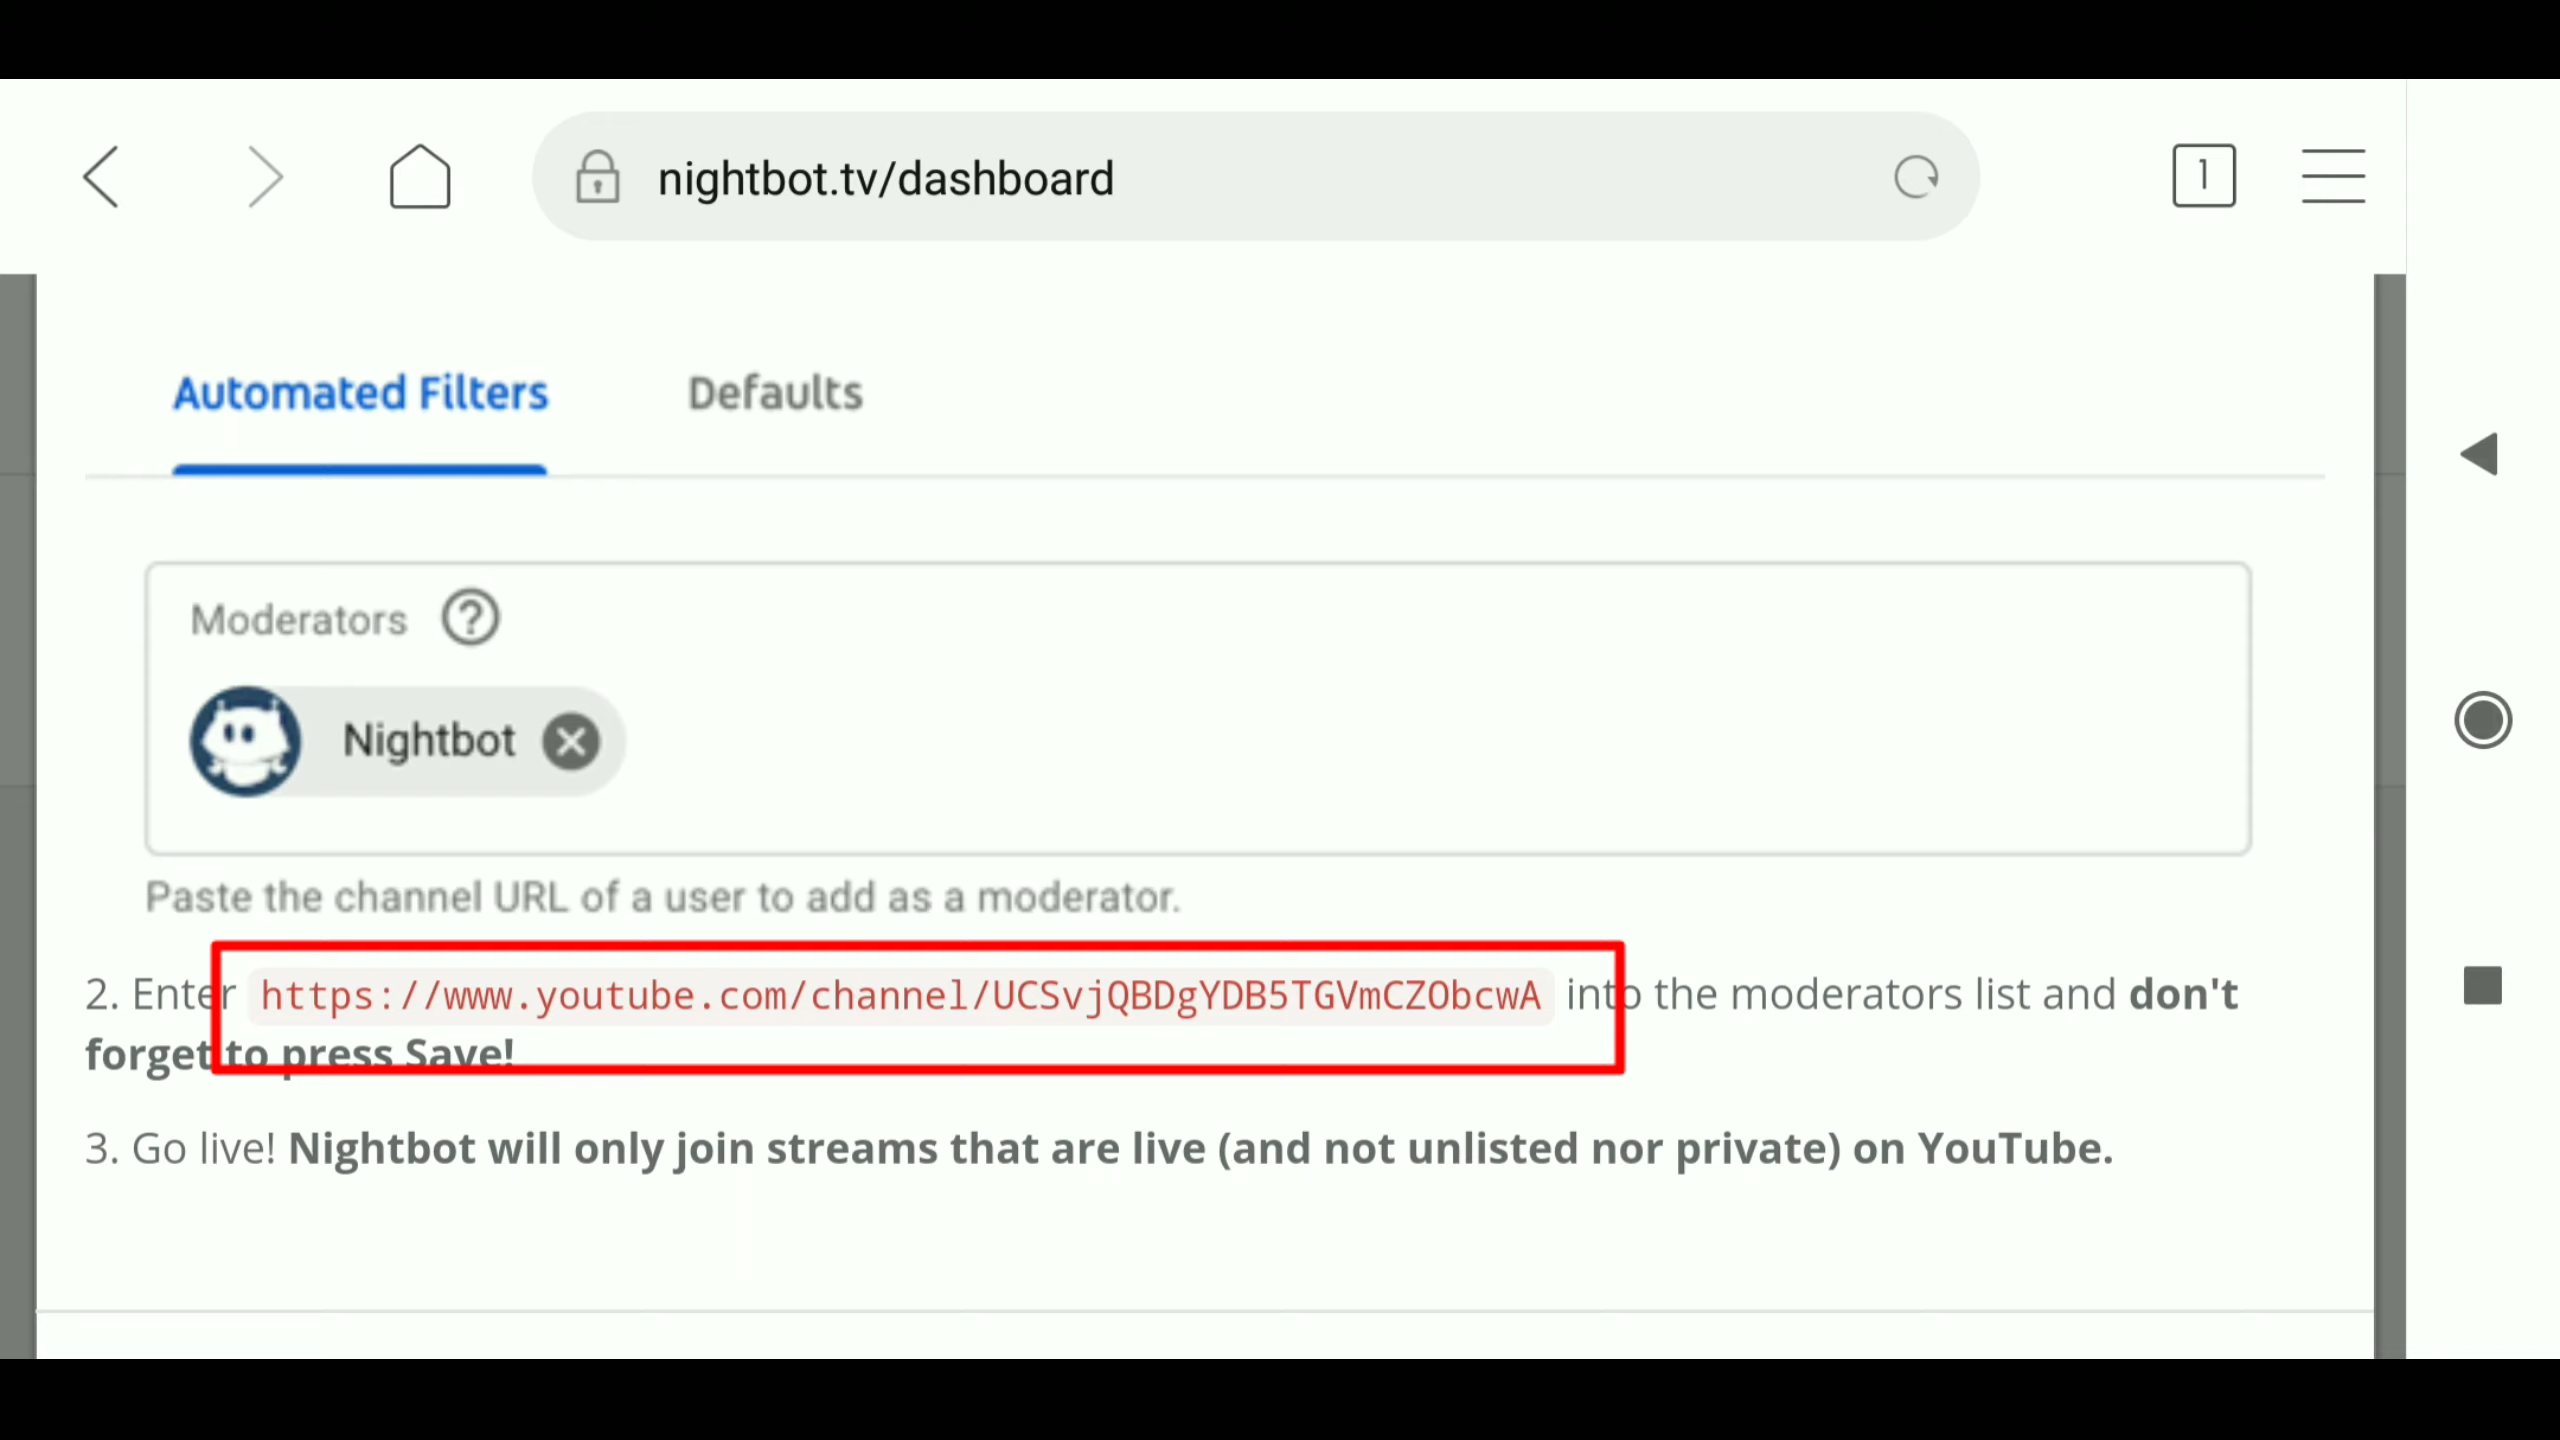 nightbot.tv/dashboard
1
Automated Filters Defaults
Moderators ?
Nightbot
Paste the channel URL of a user to add as a moderator.
2. Enter https://www.youtube.com/channel/UCSvjQBDgYDB5TGVmCZObcwA into the moderators list and don't
forget to press Save!
3. Go live! Nightbot will only join streams that are live (and not unlisted nor private) on YouTube.